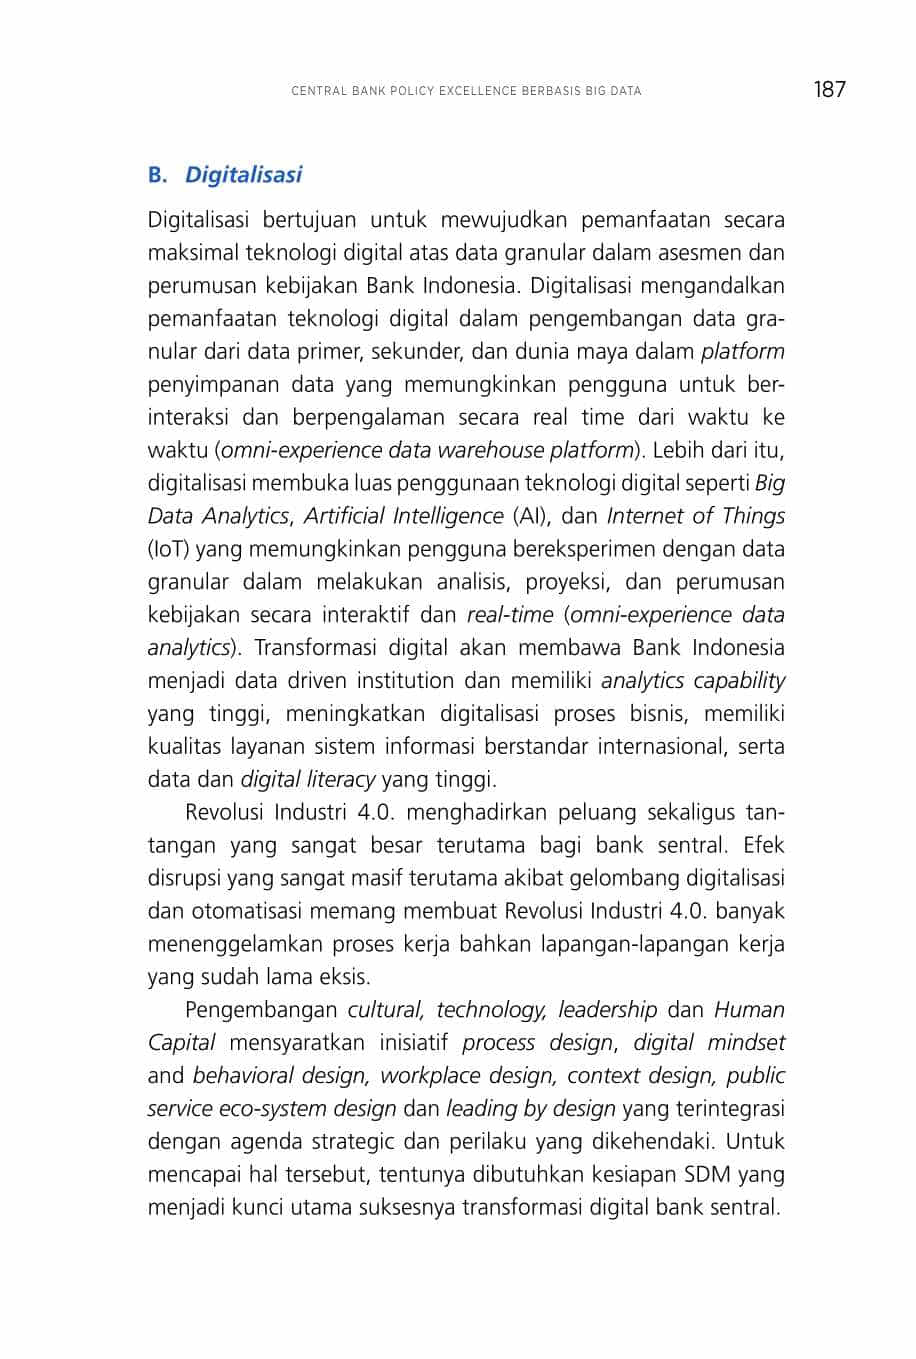 CENTRAL BANK POLICY EXCELLENCE BERBASIS BIG DATA 187
B. Digitalisasi
Digitalisasi bertujuan untuk mewujudkan pemanfaatan secara
maksimal teknologi digital atas data granular dalam asesmen dan
perumusan kebijakan Bank Indonesia. Digitalisasi mengandalkan
pemanfaatan teknologi digital dalam pengembangan data gra-
nular dari data primer, sekunder, dan dunia maya dalam platform
penyimpanan data yang memungkinkan pengguna untuk ber-
interaksi dan berpengalaman secara real time dari waktu ke
waktu (omni-experience data warehouse platform). Lebih dari itu,
digitalisasi membuka luas penggunaan teknologi digital seperti Big
Data Analytics, Artificial Intelligence (AI), dan Internet of Things
(IoT) yang memungkinkan pengguna bereksperimen dengan data
granular dalam melakukan analisis, proyeksi, dan perumusan
kebijakan secara interaktif dan real-time (omni-experience data
analytics). Transformasi digital akan membawa Bank Indonesia
menjadi data driven institution dan memiliki analytics capability
yang tinggi, meningkatkan digitalisasi proses bisnis, memiliki
kualitas layanan sistem informasi berstandar internasional, serta
data dan digital literacy yang tinggi.
Revolusi Industri 4.0. menghadirkan peluang sekaligus tan-
tangan yang sangat besar terutama bagi bank sentral. Efek
disrupsi yang sangat masif terutama akibat gelombang digitalisasi
dan otomatisasi memang membuat Revolusi Industri 4.0. banyak
menenggelamkan proses kerja bahkan lapangan-lapangan kerja
yang sudah lama eksis.
Pengembangan cultural, technology, leadership dan Human
Capital mensyaratkan inisiatif process design, digital mindset
and behavioral design, workplace design, context design, public
service eco-system design dan leading by design yang terintegrasi
dengan agenda strategic dan perilaku yang dikehendaki. Untuk
mencapai hal tersebut, tentunya dibutuhkan kesiapan SDM yang
menjadi kunci utama suksesnya transformasi digital bank sentral.